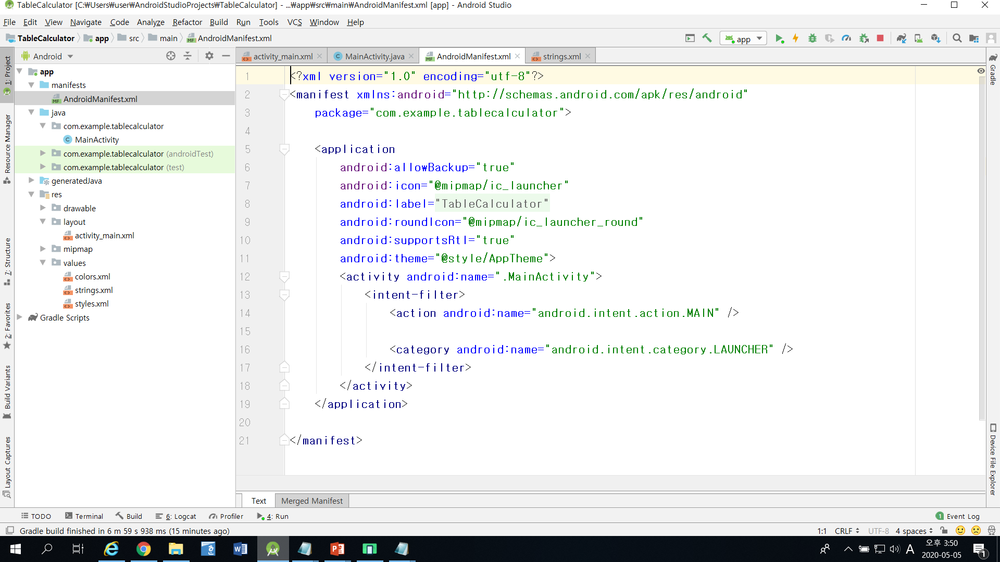 TableCalculator [C:₩Users₩user₩AndroidStudioProjects₩TableCalculator] - ...₩app₩src₩main₩AndroidManifest.xml [app] - Android Studio
File Edit View Navigate Code Analyze Refactor Build Run Tools VCS Window Help
TableCalculator app src main AndroidManifest.xml
app
Android
activity_main.xml MainActivity.java AndroidManifest.xml strings.xml
1: Project
Resource Manager
7: Structure
2: Favorites
Build Variants
Layout Captures
app
manifests
AndroidManifest.xml
java
com.example.tablecalculator
MainActivity
com.example.tablecalculator (androidTest)
com.example.tablecalculator (test)
generatedJava
res
drawable
layout
activity_main.xml
mipmap
values
colors.xml
strings.xml
styles.xml
Gradle Scripts
1 <?xml version="1.0" encoding="utf-8"?>
2 <manifest xmlns:android="http://schemas.android.com/apk/res/android"
3 package="com.example.tablecalculator">
4
5 <application
6 android:allowBackup="true"
7 android:icon="@mipmap/ic_launcher"
8 android:label="TableCalculator"
9 android:roundIcon="@mipmap/ic_launcher_round"
10 android:supportsRtl="true"
11 android:theme="@style/AppTheme">
12 <activity android:name=".MainActivity">
13 <intent-filter>
14 <action android:name="android.intent.action.MAIN" />
15
16 <category android:name="android.intent.category.LAUNCHER" />
17 </intent-filter>
18 </activity>
19 </application>
20
21 </manifest>
Gradle
Device File Explorer
Text Merged Manifest
TODO Terminal Build 6: Logcat Profiler 4: Run 1 Event Log
Gradle build finished in 6 m 59 s 938 ms (15 minutes ago) 1:1 CRLF UTF-8 4 spaces
A 오후 3:50
2020-05-05
1